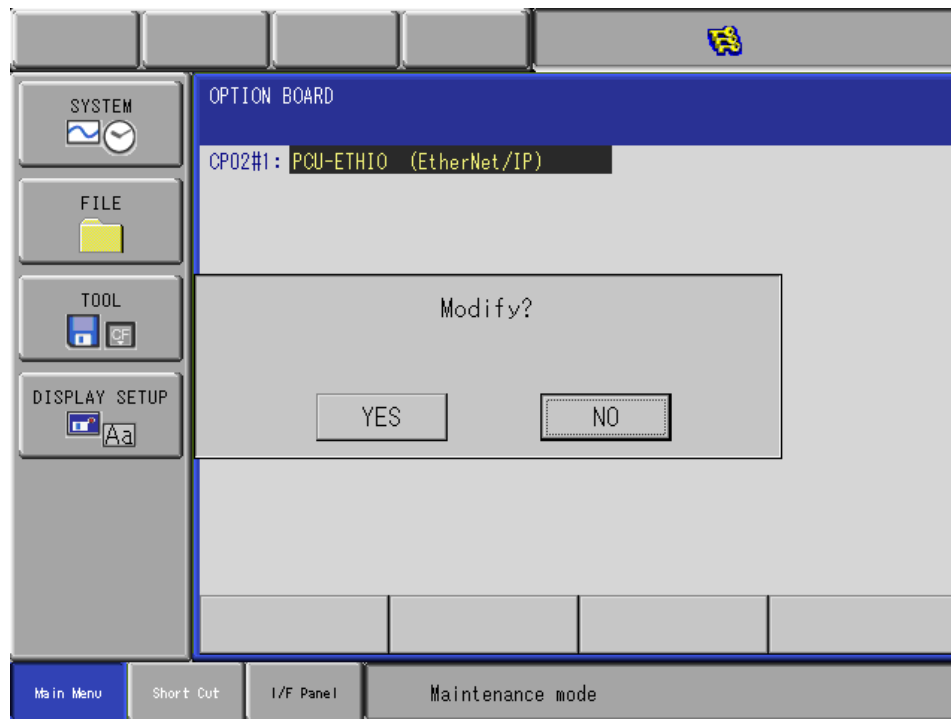 OPTION BOARD
SYSTEM
CP02#1: PCU-ETHIO (EtherNet/IP)
FILE
TOOL
CF
Modify?
DISPLAY SETUP
Aa
YES NO
Main Menu Short Cut I/F Panel Maintenance mode